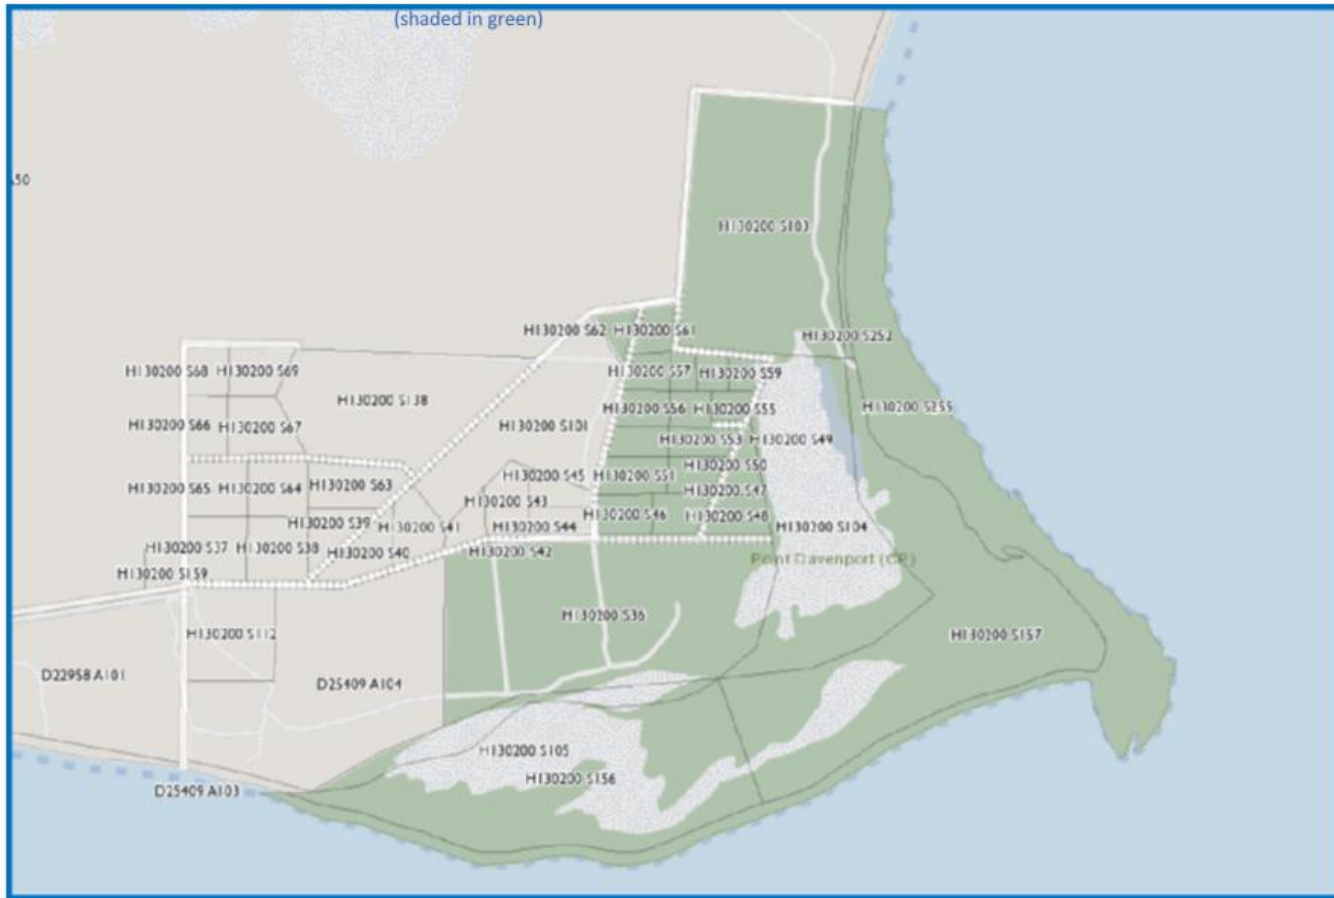 (shaded in green)
H130200 S103
H130200 S62
H130200 S61
H130200 S252
H130200 S68
H130200 S69
H130200 S57
H130200 S59
H130200 S138
H130200 S56
H130200 S55
H130200 S255
H130200 S66
H130200 S67
H130200 S101
H130200 S53
H130200 S49
H130200 S50
H130200 S45
H130200 S51
H130200 S65
H130200 S64
H130200 S63
H130200 S47
H130200 S43
H130200 S46
H130200 S48
H130200 S39
H130200 S41
H130200 S44
H130200 S104
H130200 S37
H130200 S38
H130200 S40
H130200 S42
Point Davenport (CP)
H130200 S159
H130200 S36
H130200 S112
H130200 S157
D22958 A101
D25409 A104
H130200 S105
H130200 S156
D25409 A103